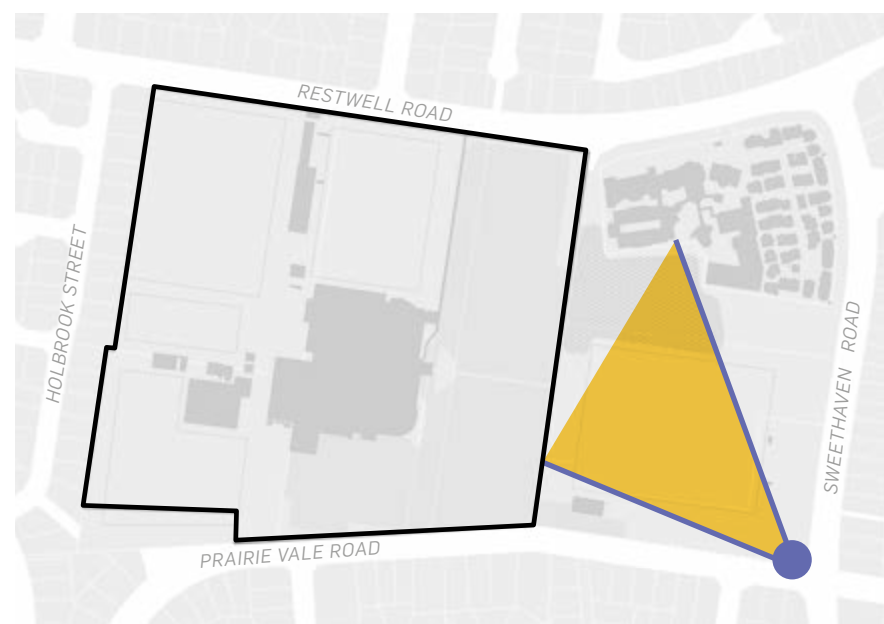 RESTWELL ROAD
HOLBROOK STREET
SWEETHAVEN ROAD
PRAIRIE VALE ROAD